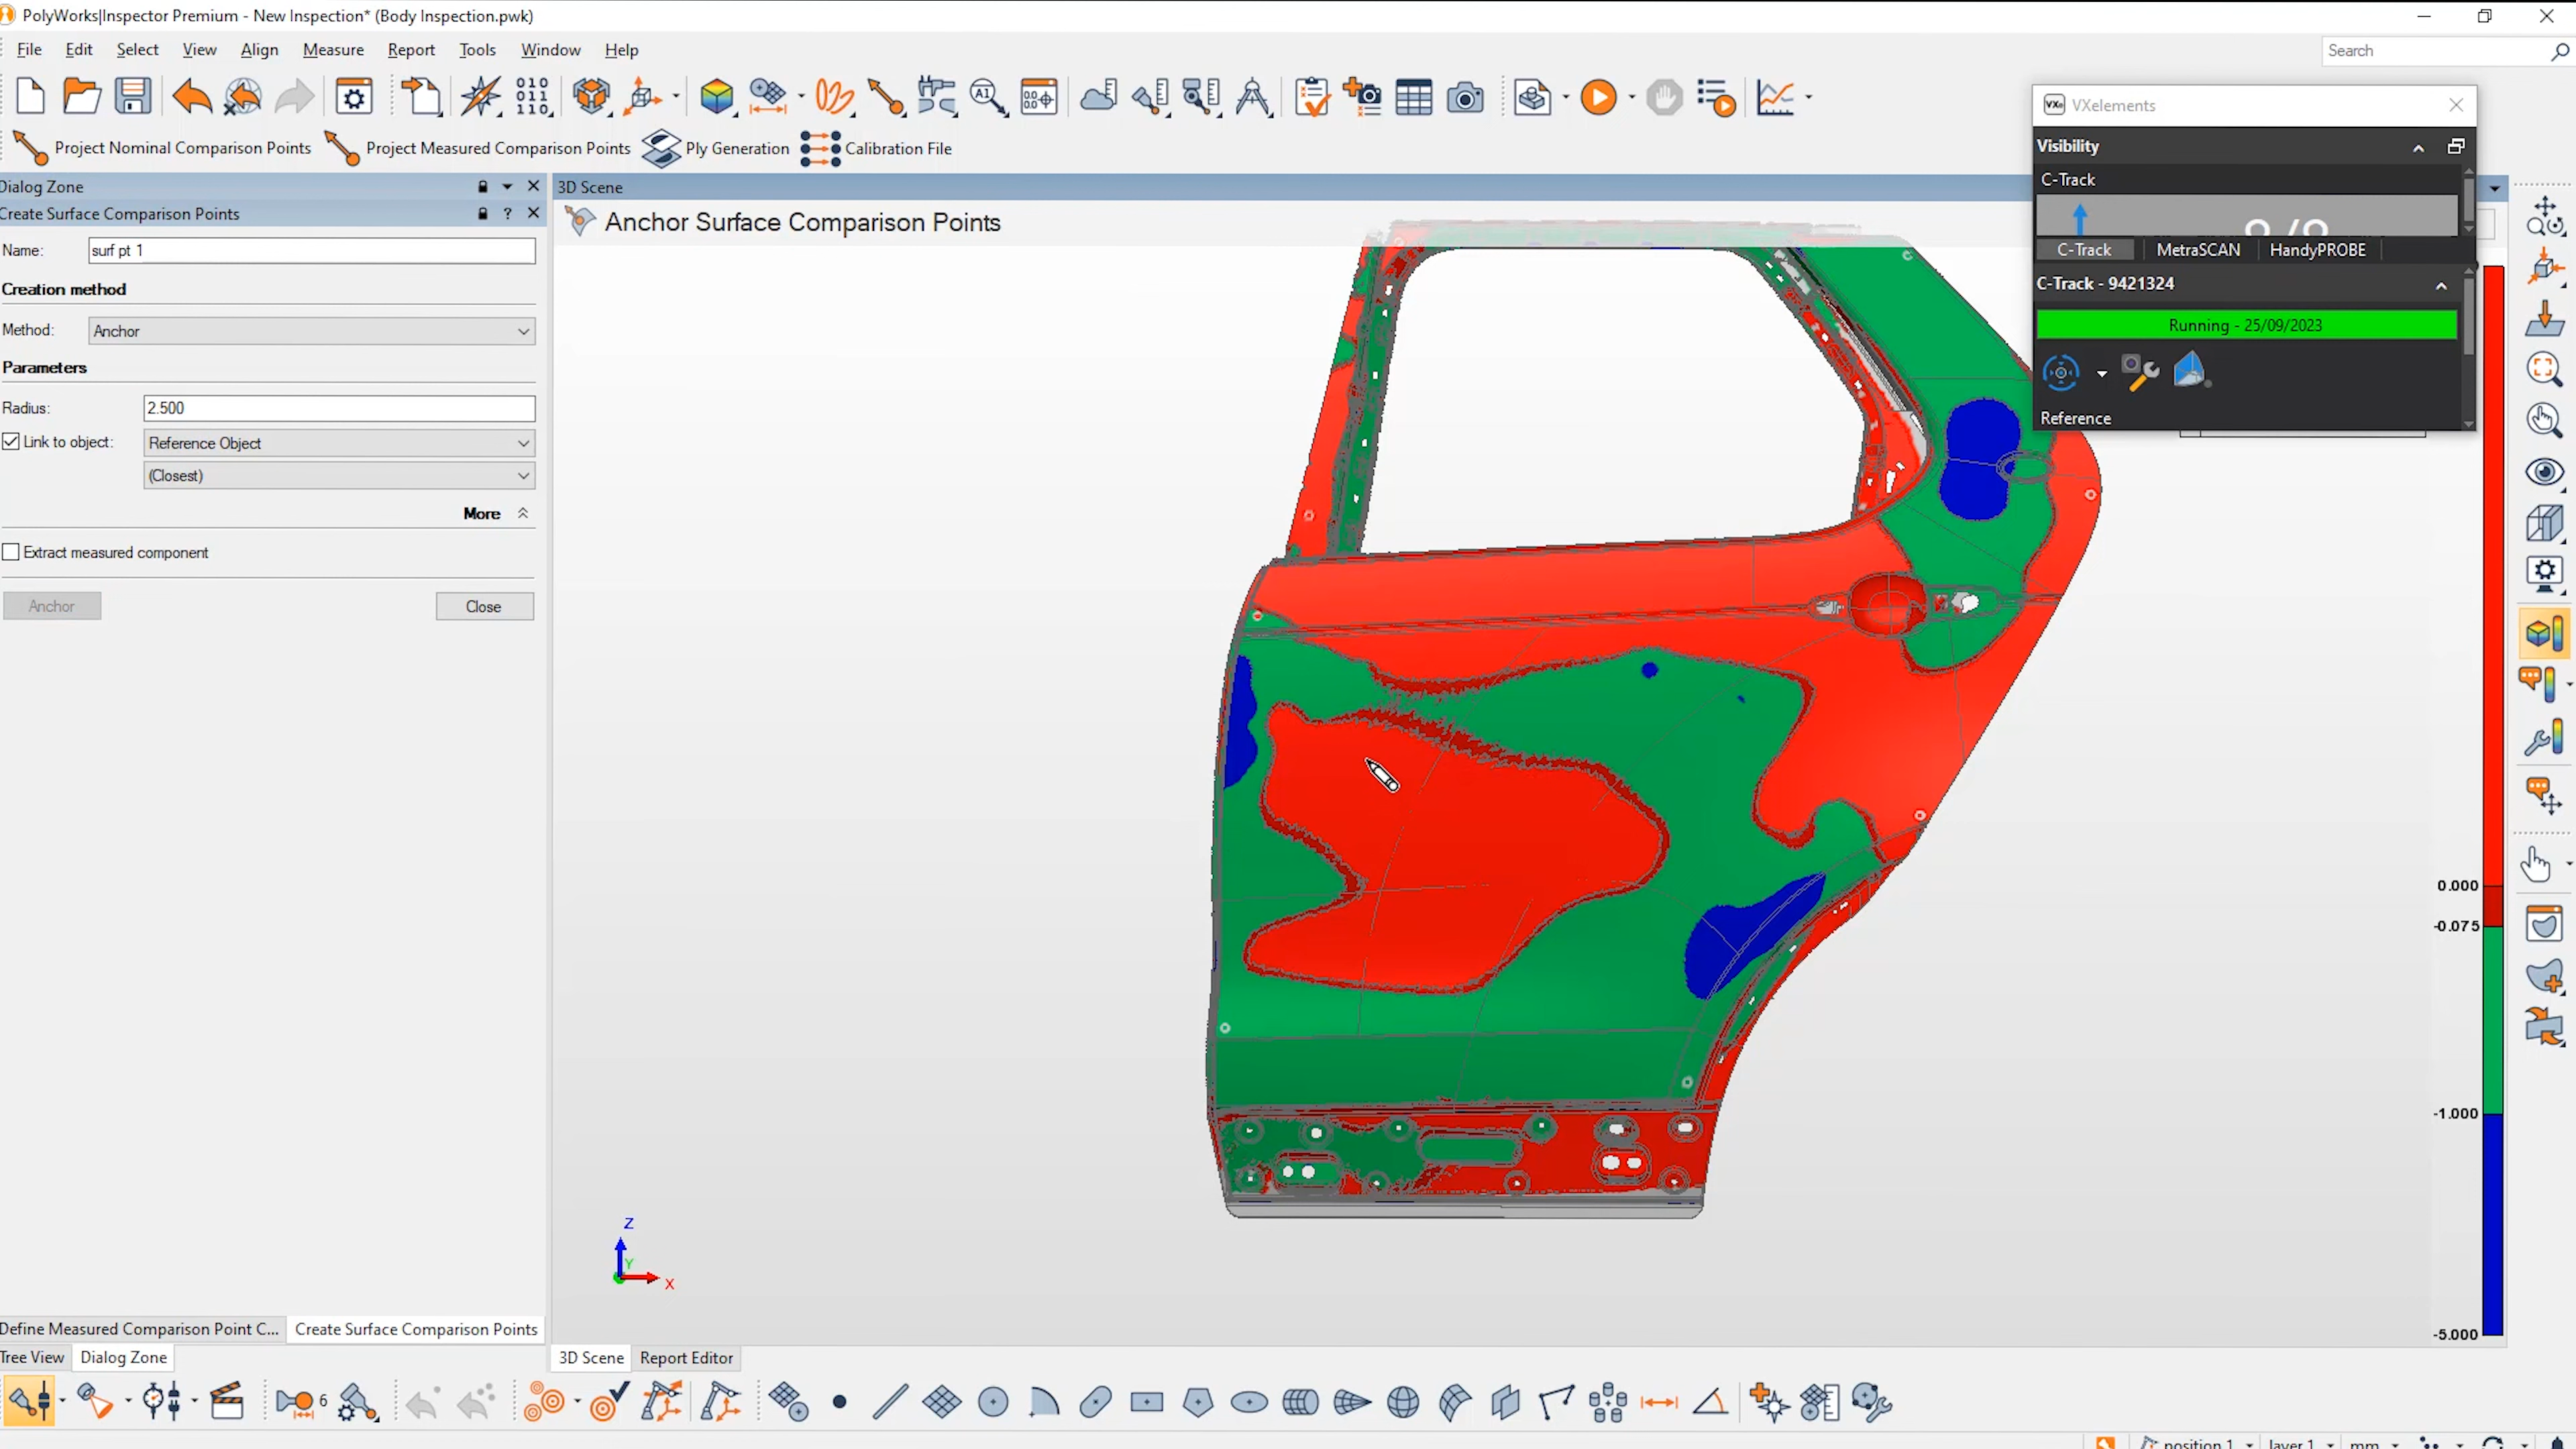 PolyWorks|Inspector Premium - New Inspection* (Body Inspection.pwk)
File Edit Select View Align Measure Report Tools Window Help
Search
Project Nominal Comparison Points Project Measured Comparison Points Ply Generation Calibration File
Dialog Zone
Create Surface Comparison Points
Name: surf pt 1
Creation method
Method: Anchor
Parameters
Radius: 2.500
Link to object: Reference Object
(Closest)
More
Extract measured component
Anchor Close
3D Scene
Anchor Surface Comparison Points
VXelements
Visibility
C-Track
C-Track MetraSCAN HandyPROBE
C-Track - 9421324
Running - 25/09/2023
Reference
0.000
-0.075
-1.000
-5.000
Z
Y
X
Define Measured Comparison Point C... Create Surface Comparison Points
Tree View Dialog Zone
3D Scene Report Editor
6
position 1 layer 1 mm